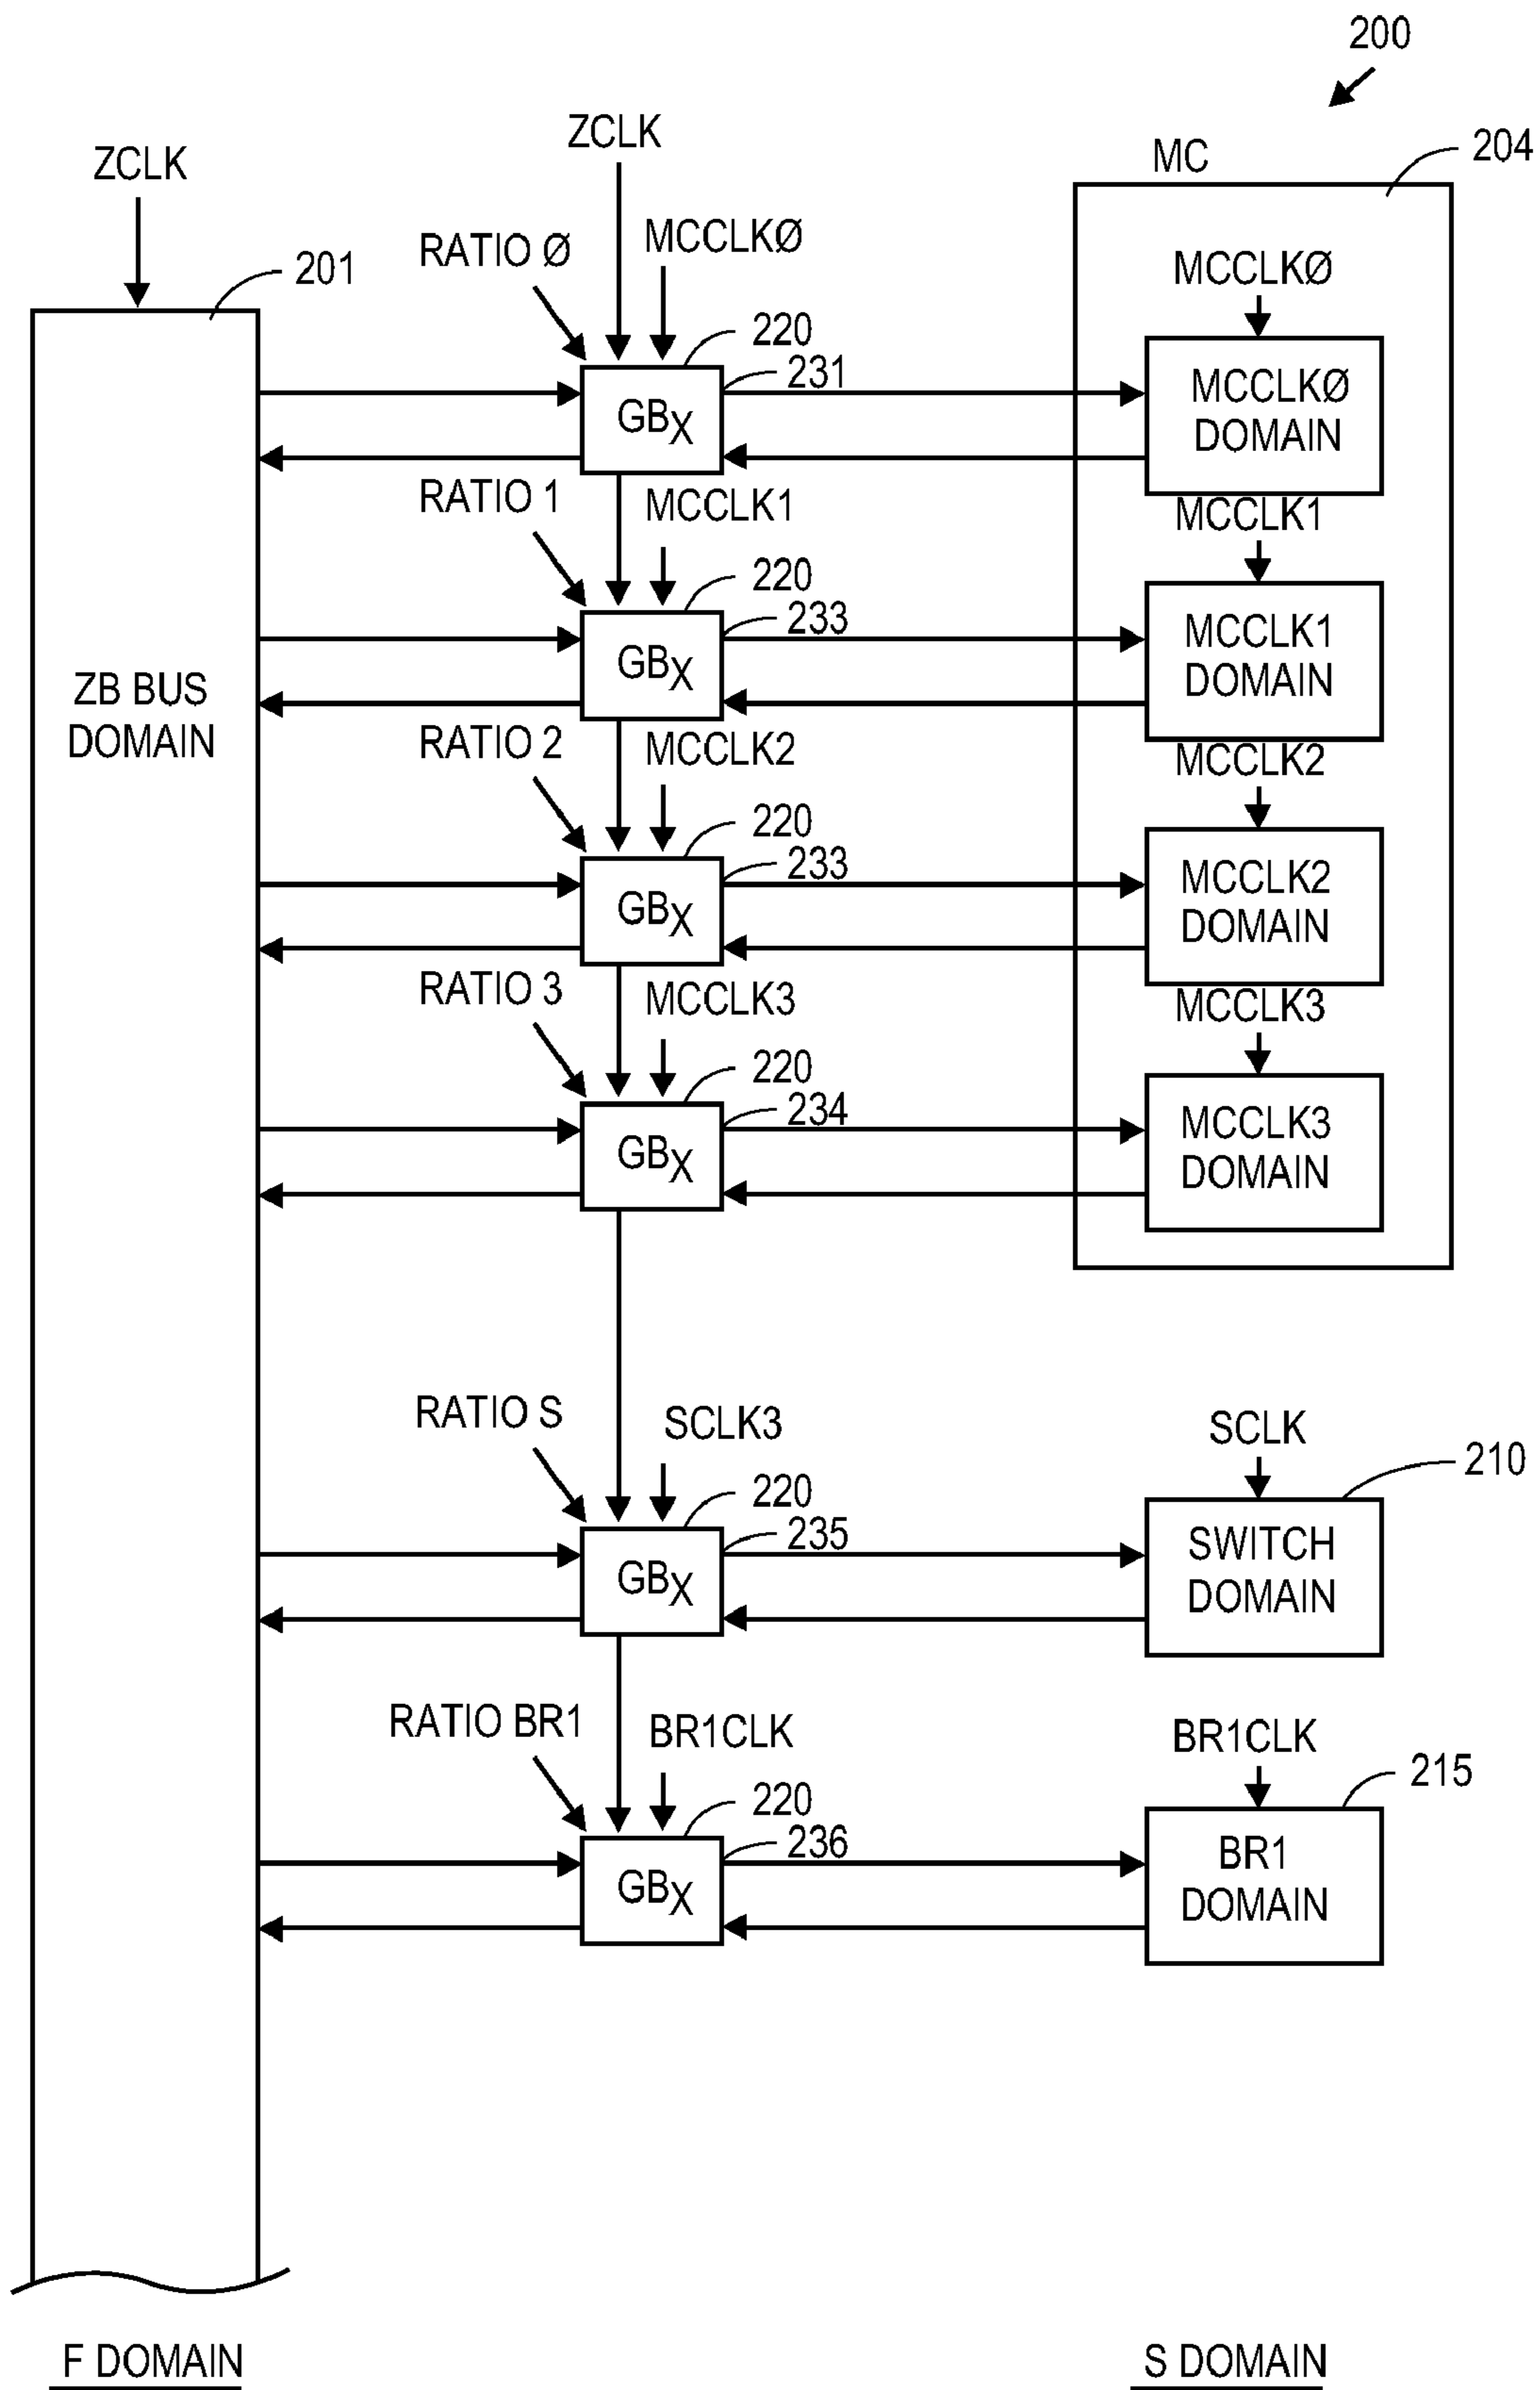 200
ZCLK
ZCLK
MC
204
RATIO Ø
MCCLKØ
MCCLKØ
201
220
231
GBX
MCCLKØ
DOMAIN
RATIO 1
MCCLK1
MCCLK1
220
233
GBX
MCCLK1
DOMAIN
ZB BUS
DOMAIN
RATIO 2
MCCLK2
MCCLK2
220
233
GBX
MCCLK2
DOMAIN
RATIO 3
MCCLK3
MCCLK3
220
234
GBX
MCCLK3
DOMAIN
RATIO S
SCLK3
SCLK
210
220
235
GBX
SWITCH
DOMAIN
RATIO BR1
BR1CLK
BR1CLK
215
220
236
GBX
BR1
DOMAIN
F DOMAIN
S DOMAIN